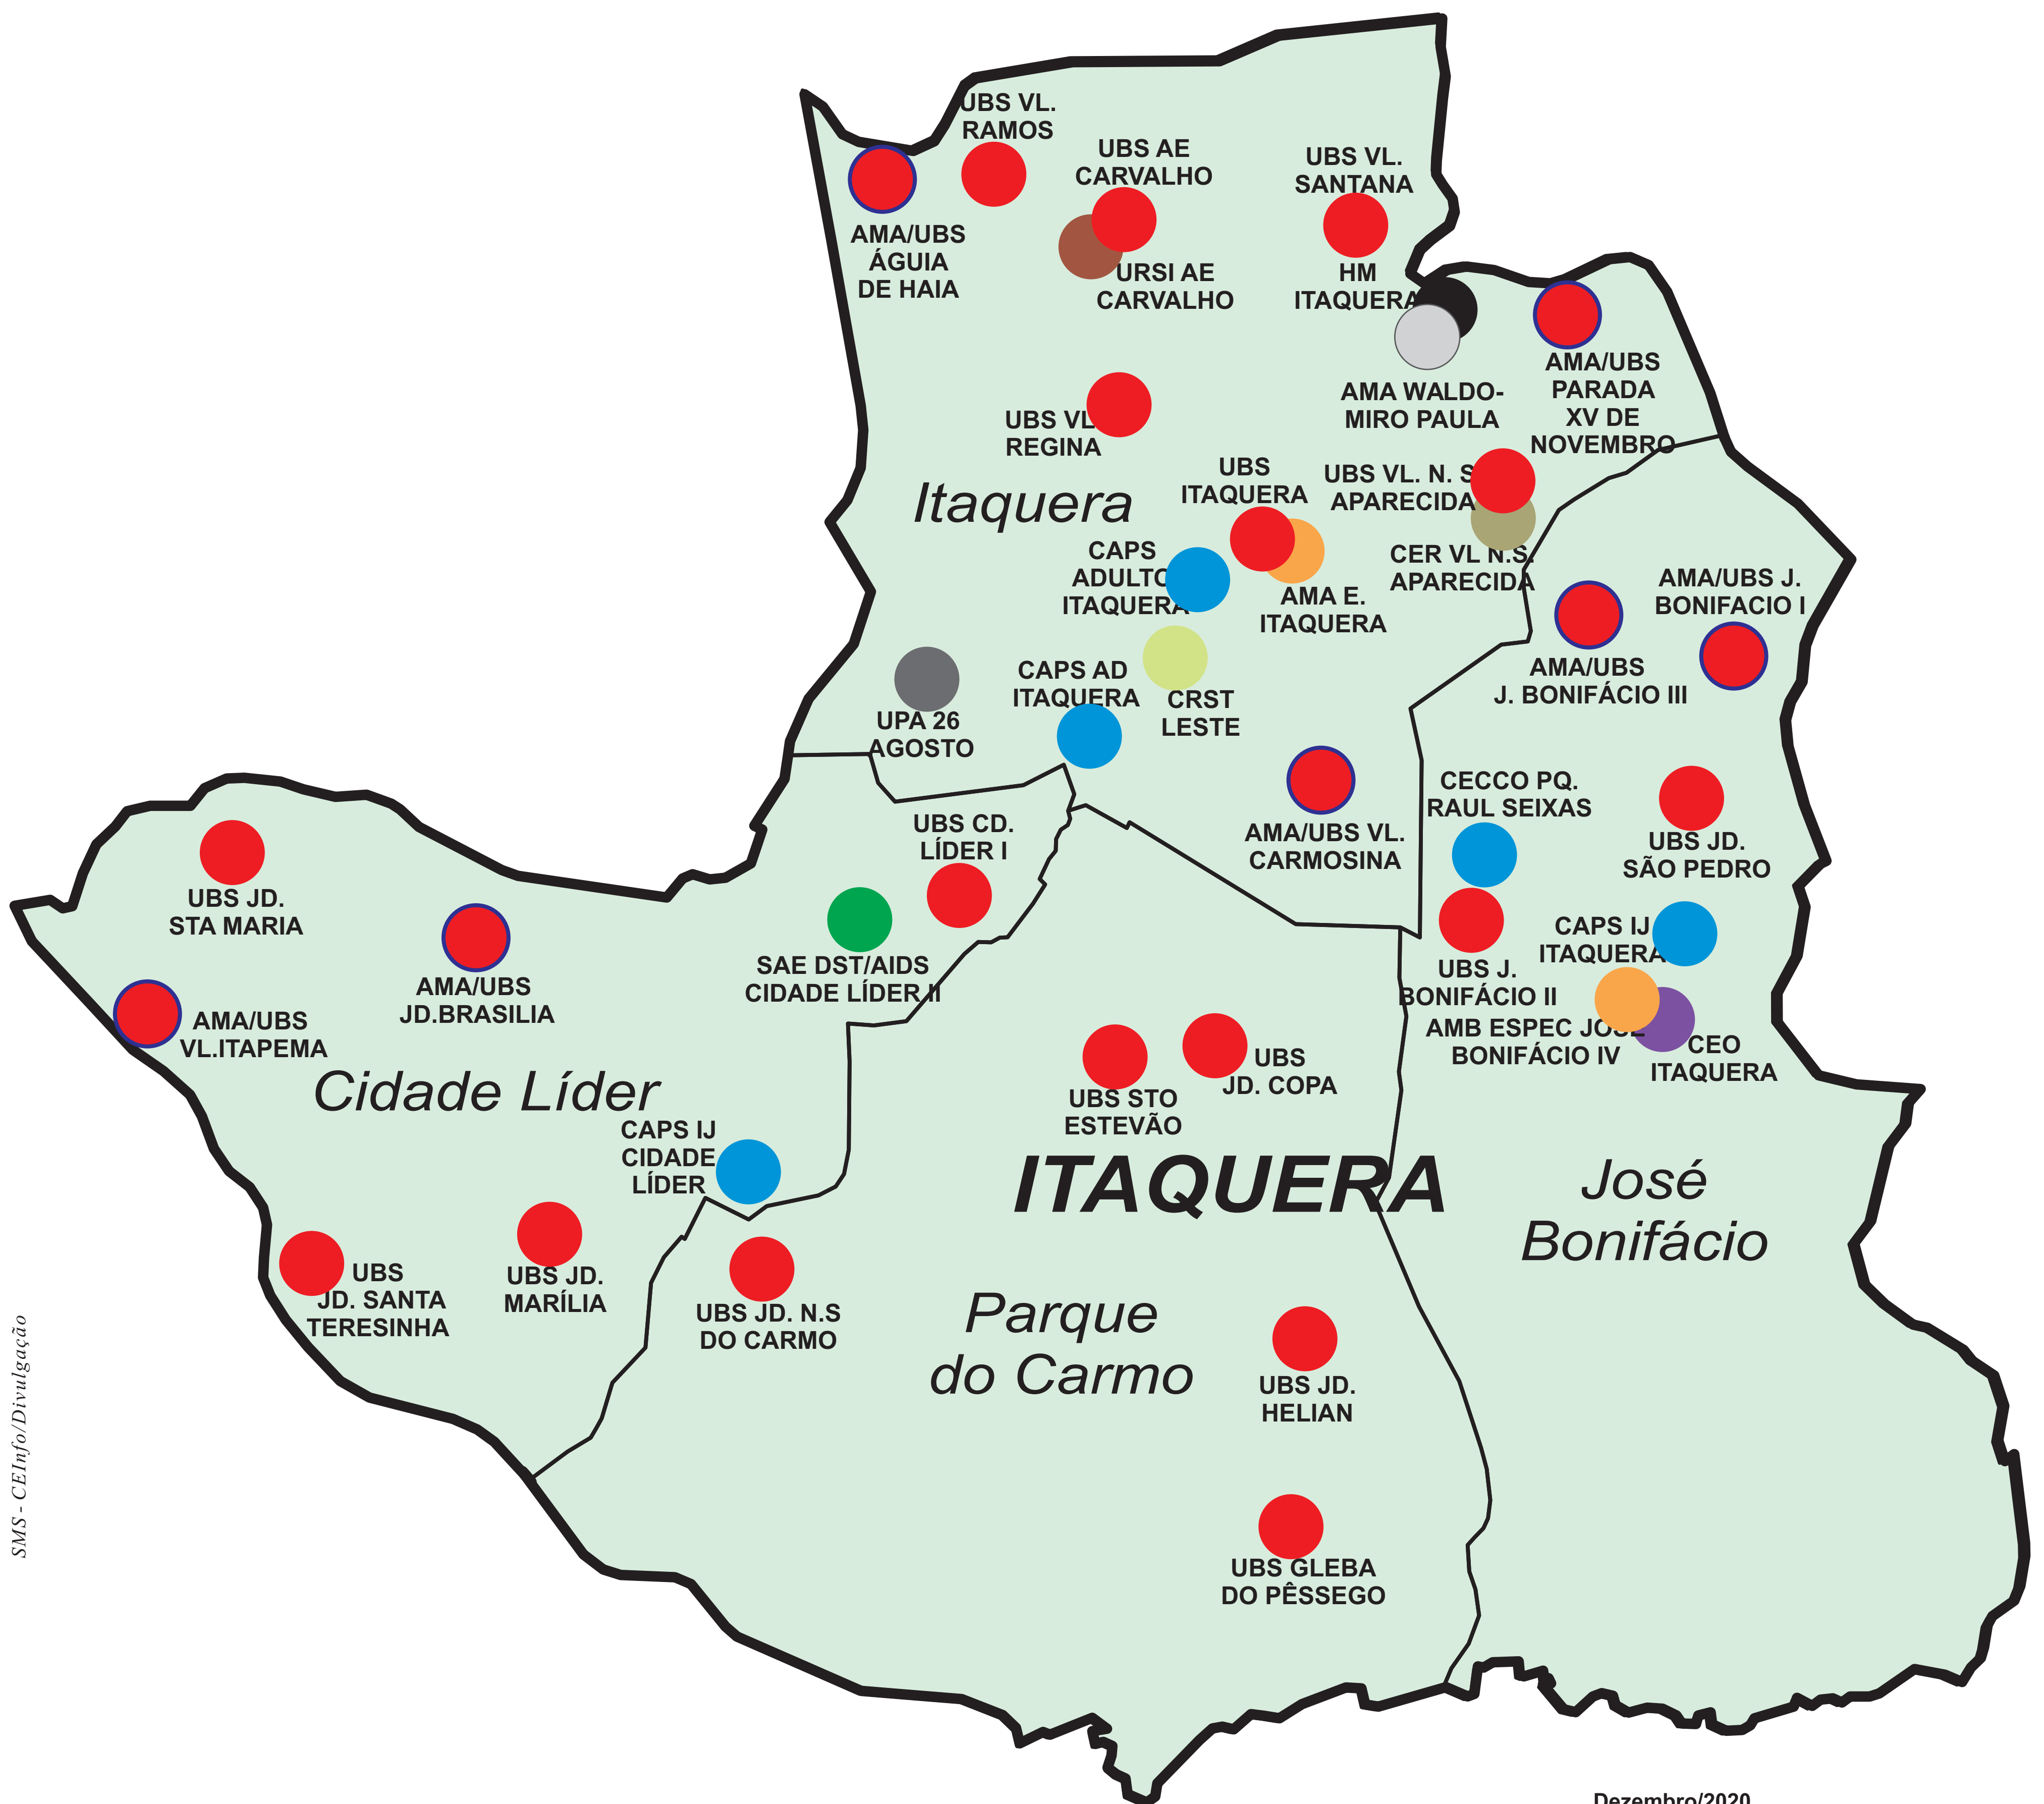 UBS VL.
RAMOS
UBS AE
CARVALHO
UBS VL.
SANTANA
AMA/UBS
ÁGUIA
DE HAIA
URSI AE
CARVALHO
HM
ITAQUERA
AMA/UBS
PARADA
XV DE
NOVEMBRO
AMA WALDO-
MIRO PAULA
UBS VL
REGINA
UBS
ITAQUERA
UBS VL. N. S
APARECIDA
Itaquera
CAPS
ADULTO
ITAQUERA
CER VL N.S.
APARECIDA
AMA E.
ITAQUERA
AMA/UBS J.
BONIFACIO I
AMA/UBS
J. BONIFÁCIO III
CAPS AD
ITAQUERA
CRST
LESTE
UPA 26
AGOSTO
CECCO PQ.
RAUL SEIXAS
UBS CD.
LÍDER I
AMA/UBS VL.
CARMOSINA
UBS JD.
SÃO PEDRO
UBS JD.
STA MARIA
CAPS IJ
ITAQUERA
SAE DST/AIDS
CIDADE LÍDER II
UBS J.
BONIFÁCIO II
AMA/UBS
JD.BRASILIA
AMA/UBS
VL.ITAPEMA
AMB ESPEC JOSÉ
BONIFÁCIO IV
CEO
ITAQUERA
UBS
JD. COPA
Cidade Líder
UBS STO
ESTEVÃO
CAPS IJ
CIDADE
LÍDER
ITAQUERA
José
Bonifácio
UBS
JD. SANTA
TERESINHA
UBS JD.
MARÍLIA
UBS JD. N.S
DO CARMO
Parque
do Carmo
UBS JD.
HELIAN
UBS GLEBA
DO PÊSSEGO
SMS - CEInfo/Divulgação
Dezembro/2020